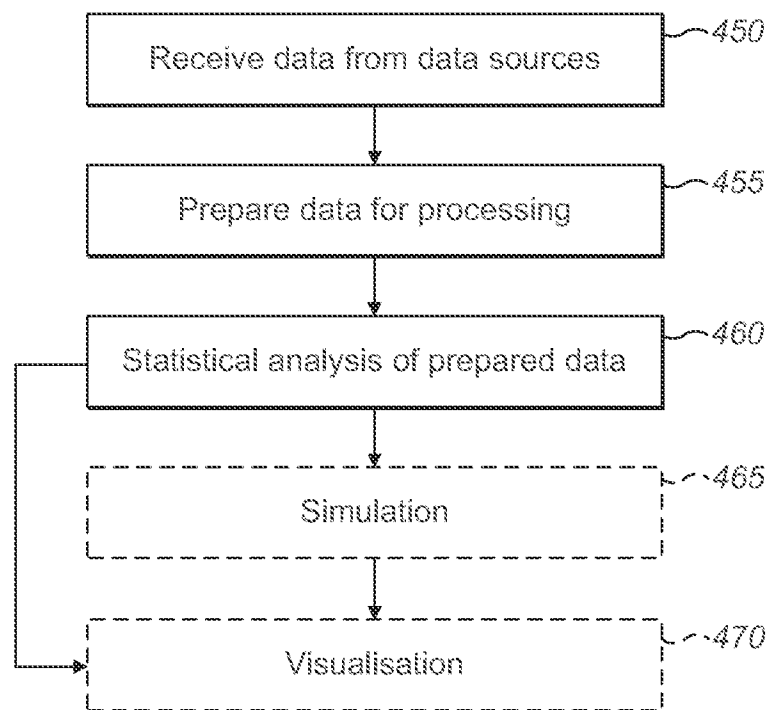 450
Receive data from data sources
455
Prepare data for processing
460
Statistical analysis of prepared data
465
Simulation
470
Visualisation